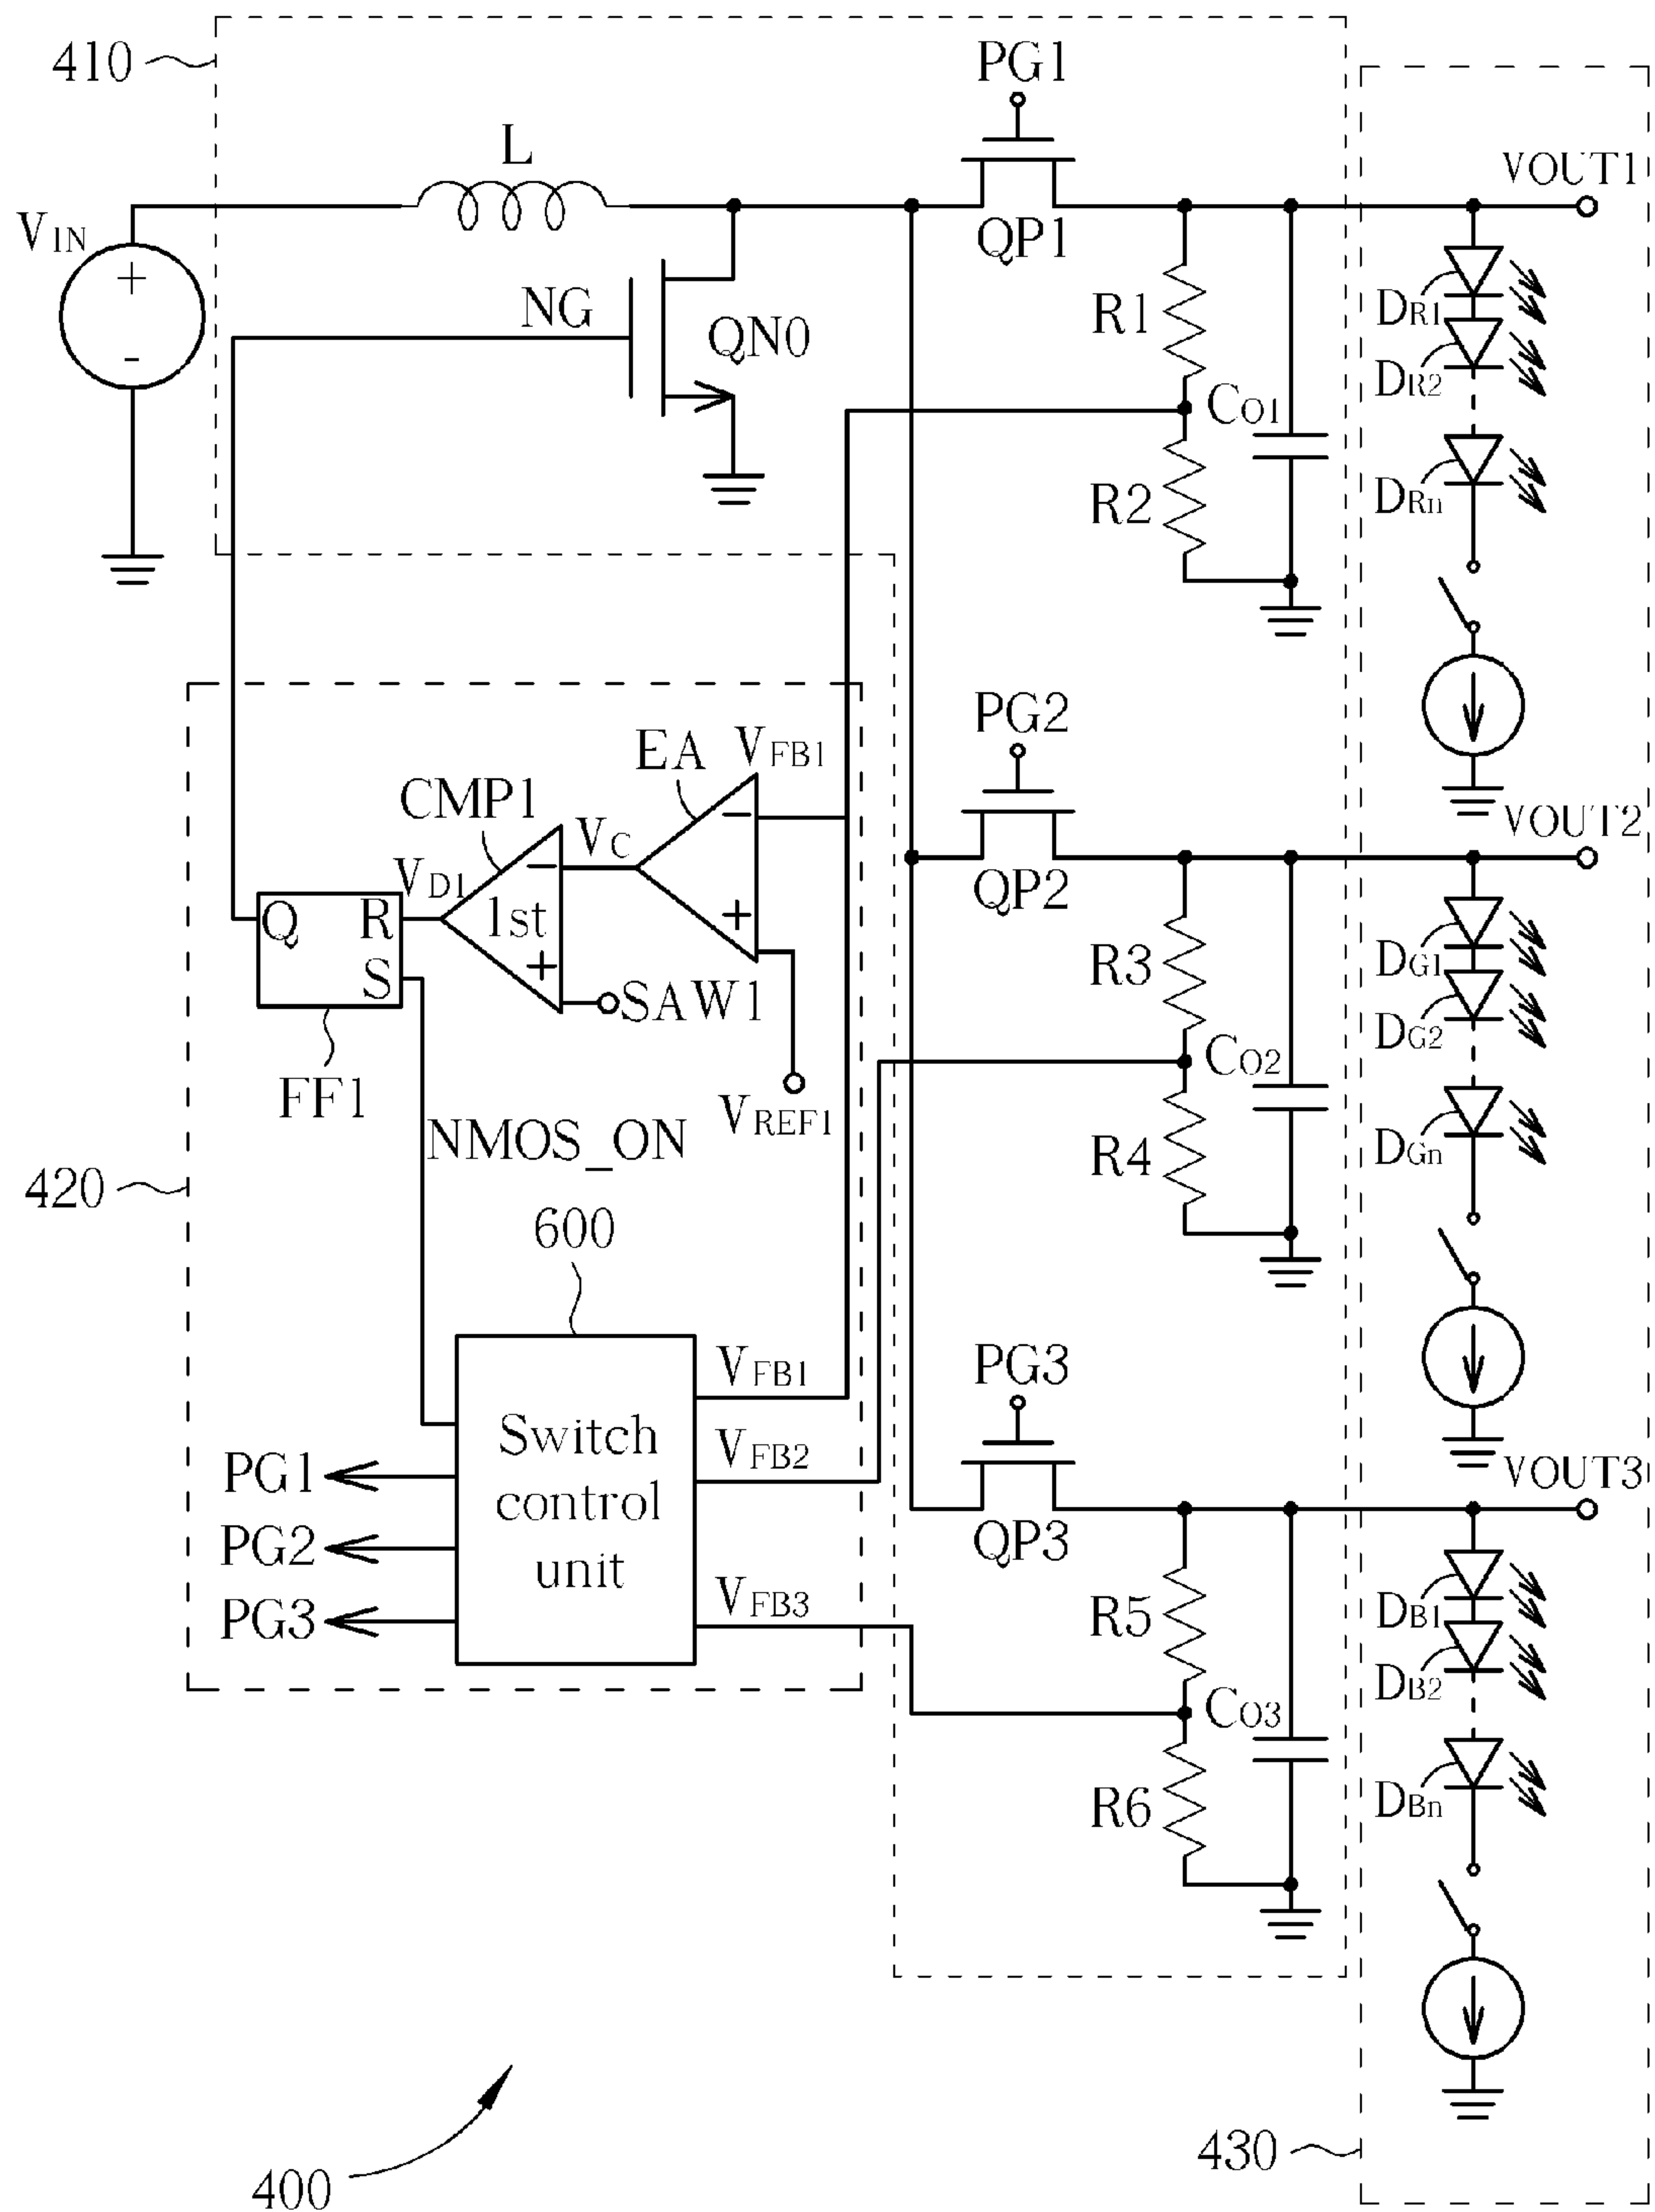 410
PG1
L
VOUT1
VIN
+
-
QP1
NG
QN0
R1
DR1
DR2
CO1
R2
DRn
PG2
EA
VFB1
CMP1
VC
VD1
VOUT2
QP2
Q
R
S
1st
−
+
−
+
SAW1
R3
DG1
DG2
FF1
VREF1
CO2
NMOS_ON
R4
DGn
420
600
PG3
VFB1
VFB2
VFB3
Switch
control
unit
PG1
PG2
PG3
VOUT3
QP3
R5
DB1
DB2
CO3
R6
DBn
430
400